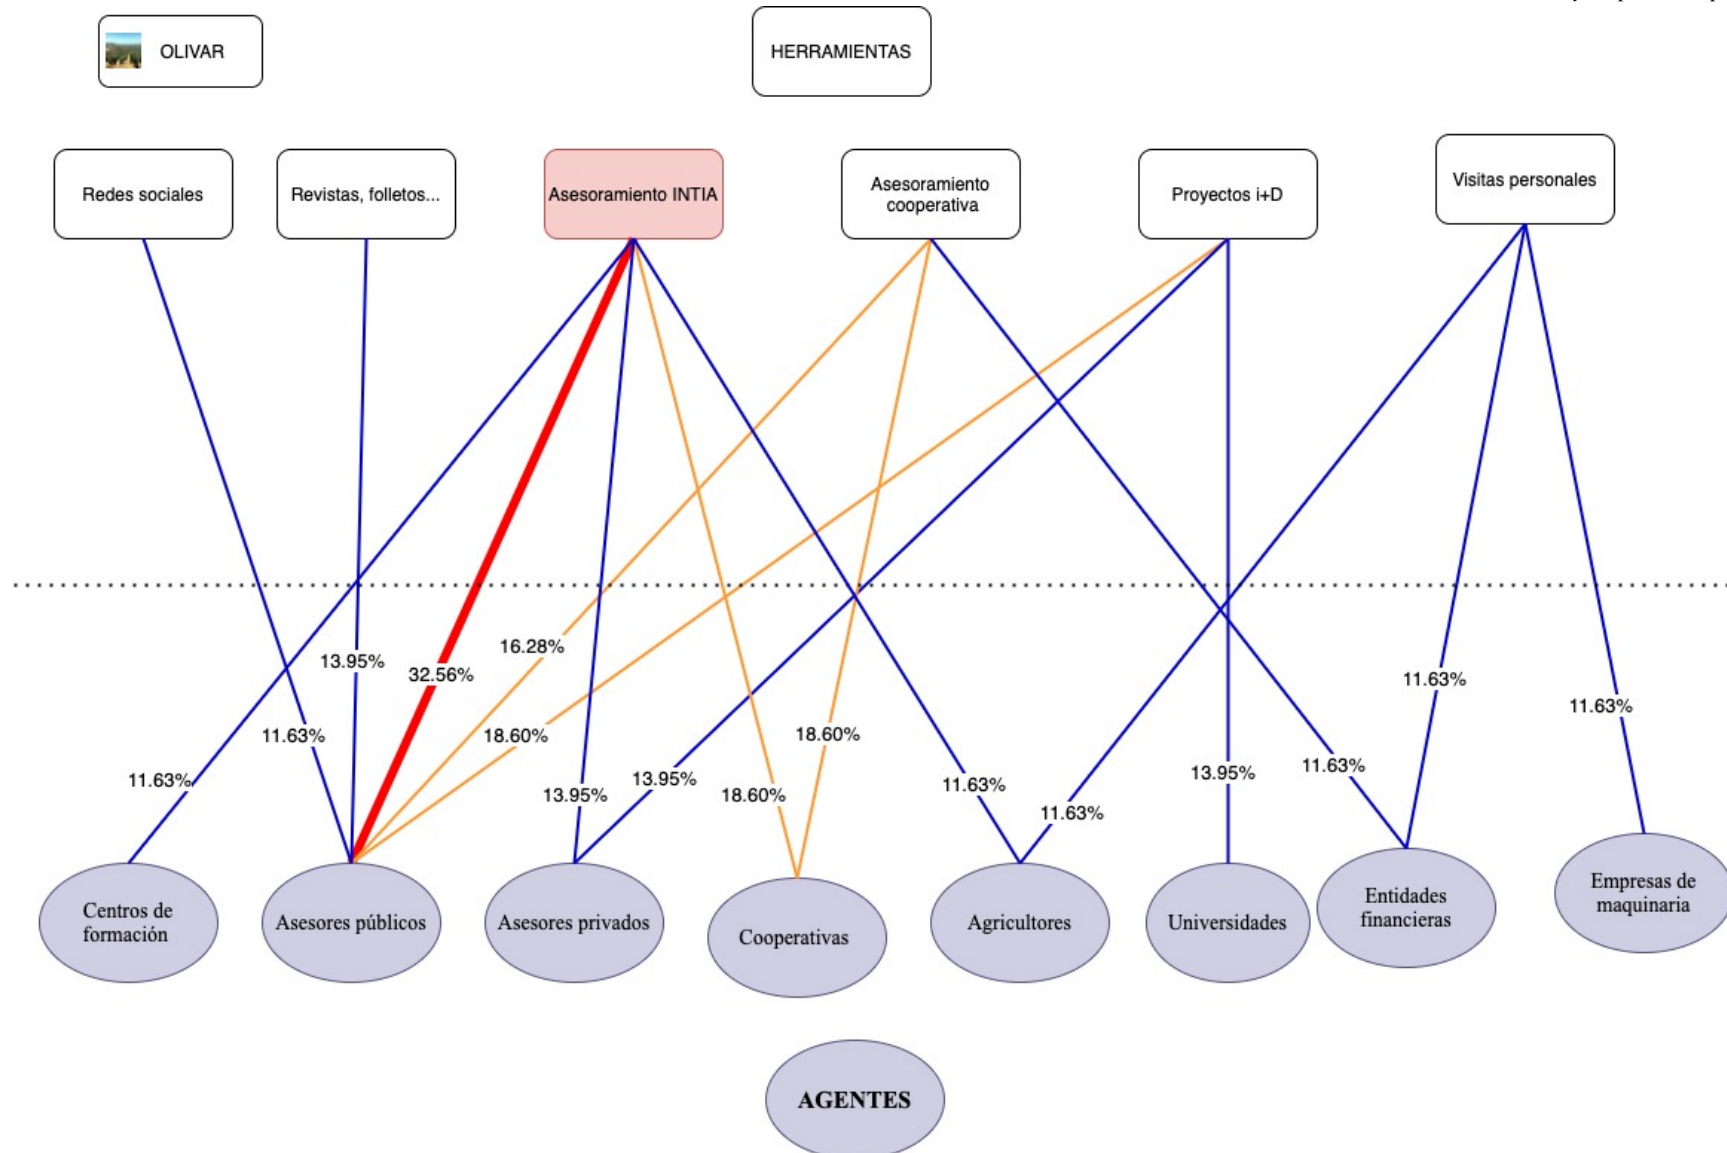 OLIVAR
HERRAMIENTAS
Redes sociales
Revistas, folletos...
Asesoramiento INTIA
Asesoramiento
cooperativa
Proyectos i+D
Visitas personales
16.28%
13.95%
32.56%
11.63%
11.63%
11.63%
18.60%
18.60%
11.63%
13.95%
13.95%
11.63%
13.95%
18.60%
11.63%
11.63%
Centros de
formación
Asesores públicos
Asesores privados
Cooperativas
Agricultores
Universidades
Entidades
financieras
Empresas de
maquinaria
AGENTES